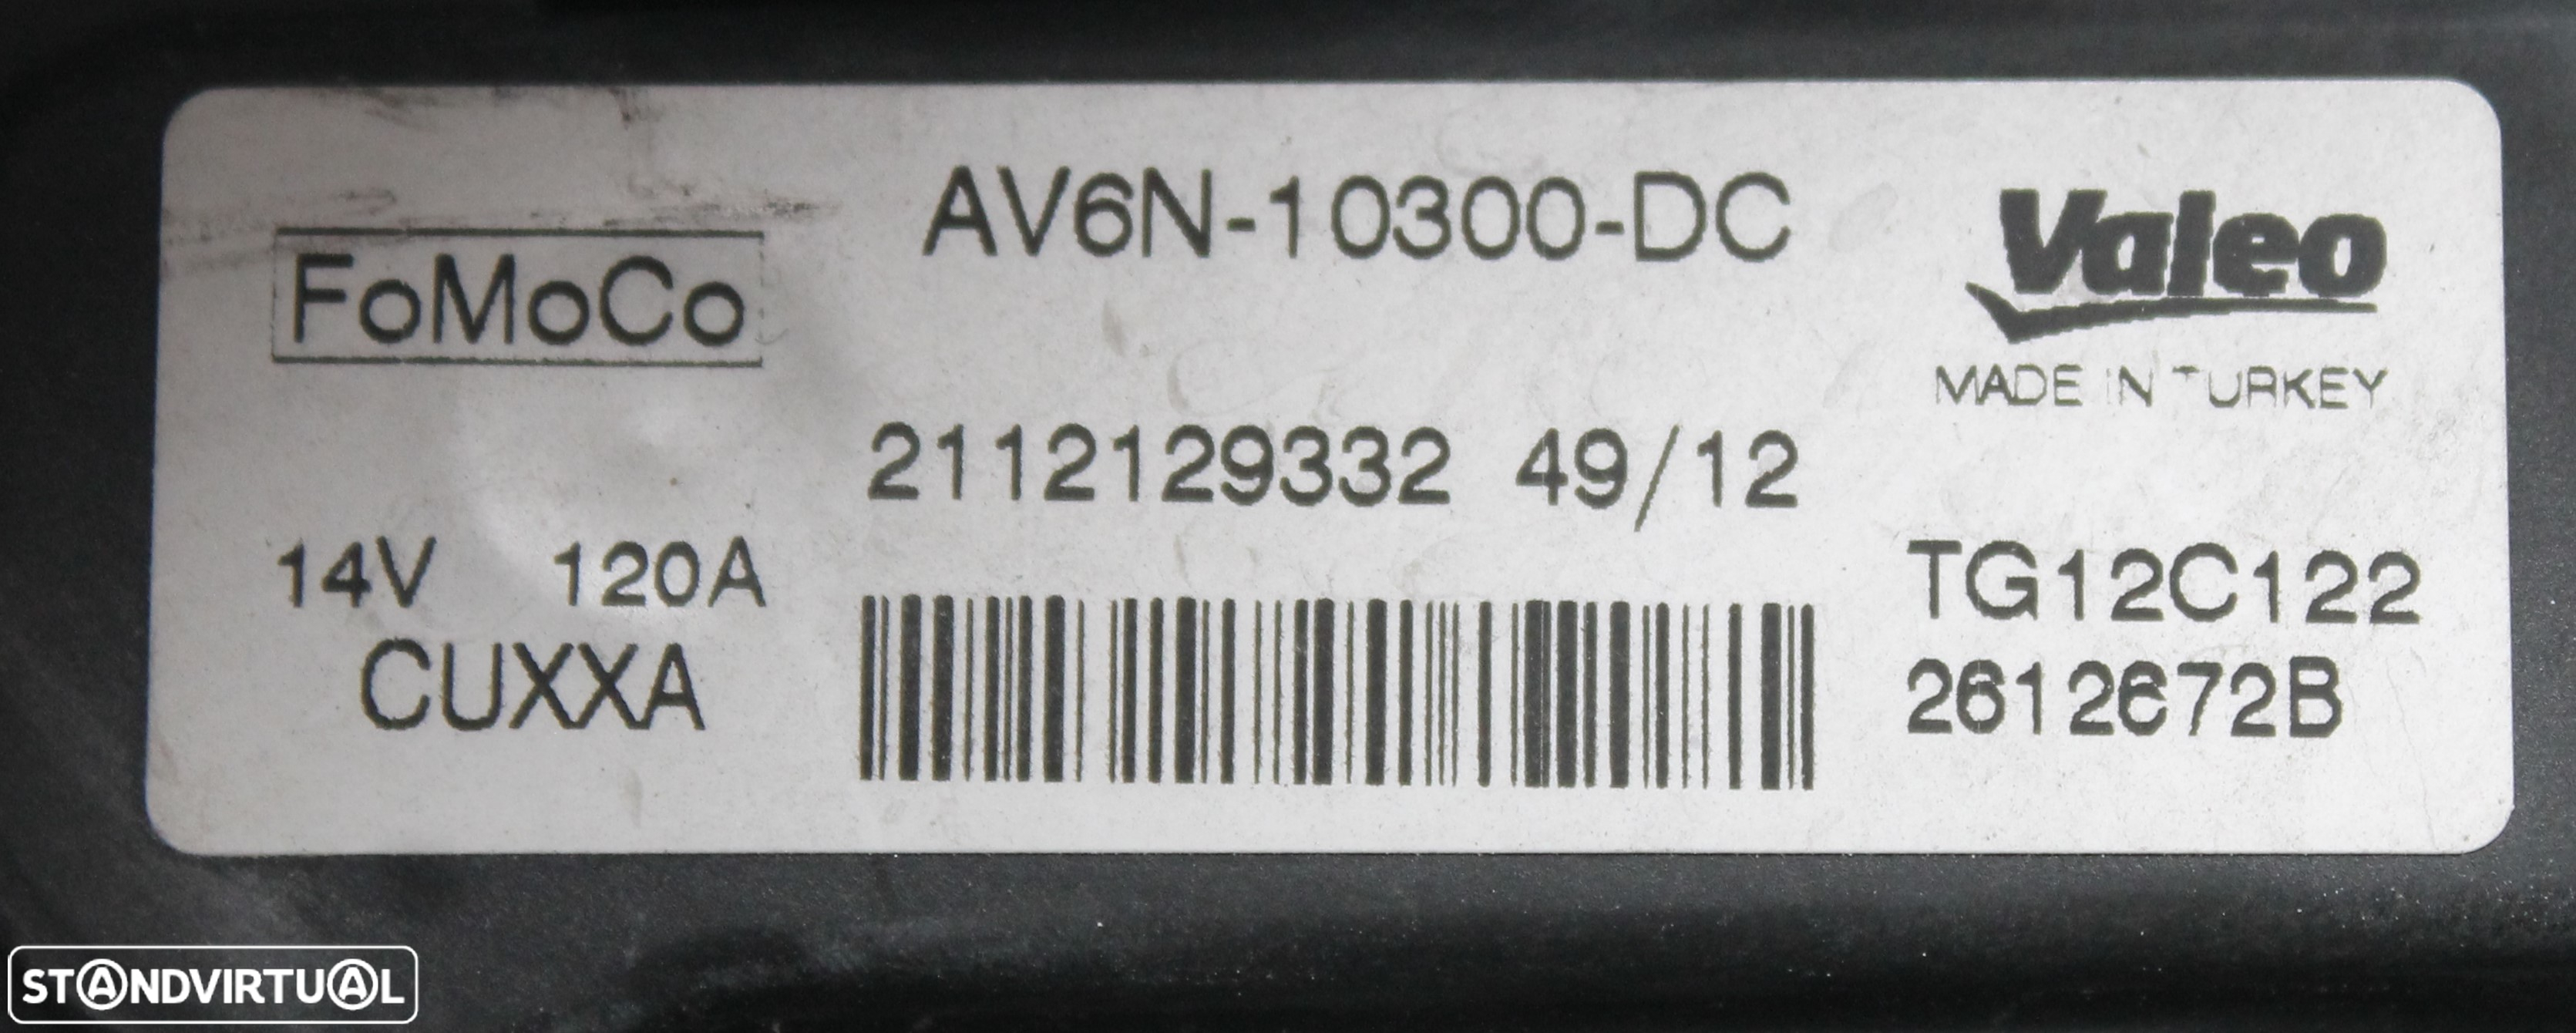 FoMoCo
AV6N-10300-DC
Valeo
MADE IN TURKEY
2112129332 49/12
14V 120A
CUXXA
TG12C122
2612672B
STANDVIRTUAL